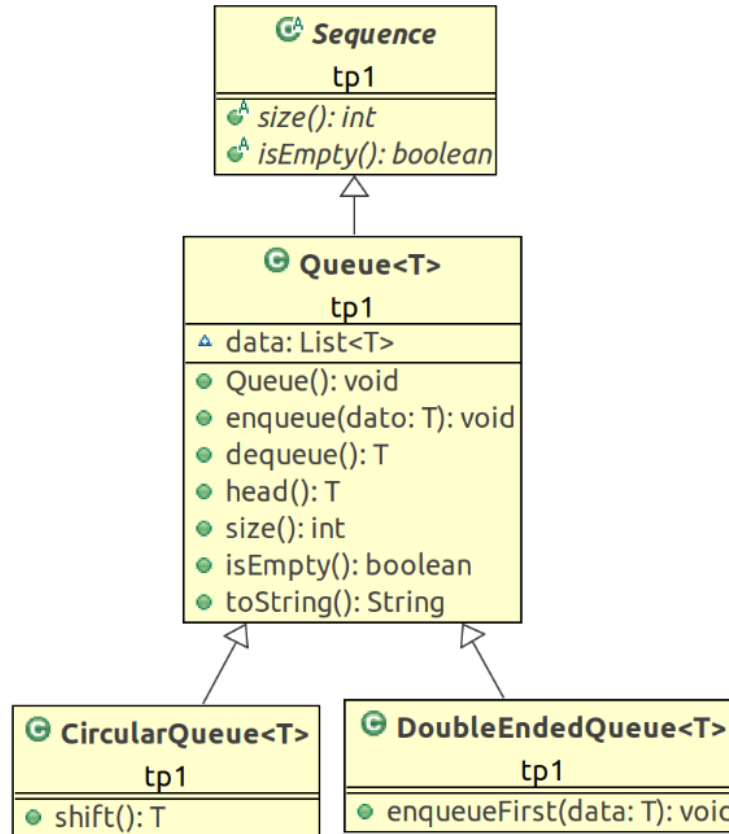 Sequence
tp1
size(): int
isEmpty(): boolean
Queue<T>
tp1
data: List<T>
Queue(): void
enqueue(dato: T): void
dequeue(): T
head(): T
size(): int
isEmpty(): boolean
toString(): String
CircularQueue<T>
tp1
shift(): T
DoubleEndedQueue<T>
tp1
enqueueFirst(data: T): void